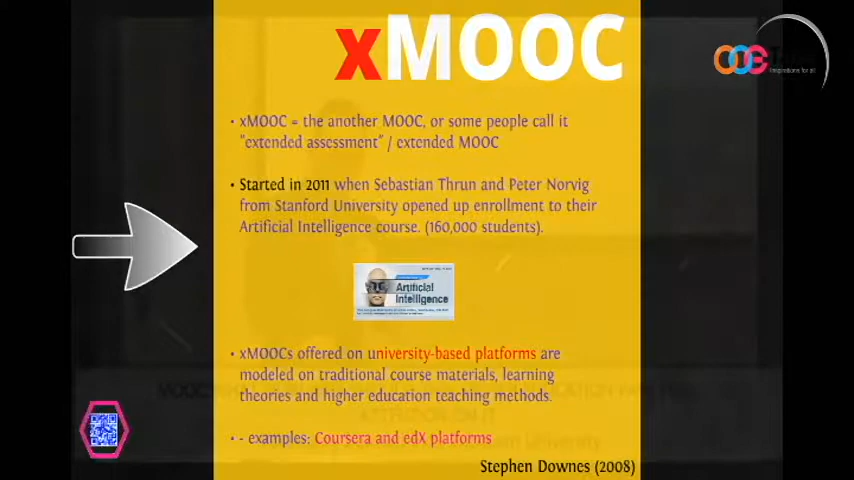 xMOOC
• xMOOC = the another MOOC, or some people call it
"extended assessment" / extended MOOC
• Started in 2011 when Sebastian Thrun and Peter Norvig
from Stanford University opened up enrollment to their
Artificial Intelligence course. (160,000 students).
Artificial
Intelligence
• xMOOCs offered on university-based platforms are
modeled on traditional course materials, learning
theories and higher education teaching methods.
• - examples: Coursera and edX platforms
Stephen Downes (2008)